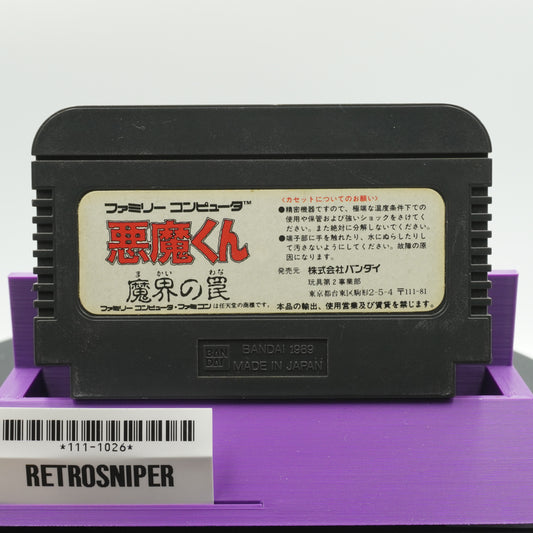 ファミリー コンピュータ™
悪魔くん
まかい わな
魔界の罠
ファミリー コンピュータ・ファミコンは任天堂の商標です。
〈カセットについてのお願い〉
●精密機器ですので、極端な温度条件下での
使用や保管および強いショックをさけてく
ださい。また絶対に分解しないでください。
●端子部に手を触れたり、水にぬらしたりし
て汚さないようにしてください。故障の原
因になります。
発売元 株式会社バンダイ
玩具第2事業部
東京都台東区駒形2-5-4 〒111-81
本品の輸出、使用営業及び賃貸を禁じます。
BAN
DAI
BANDAI 1989
MADE IN JAPAN
*111-1026*
RETROSNIPER